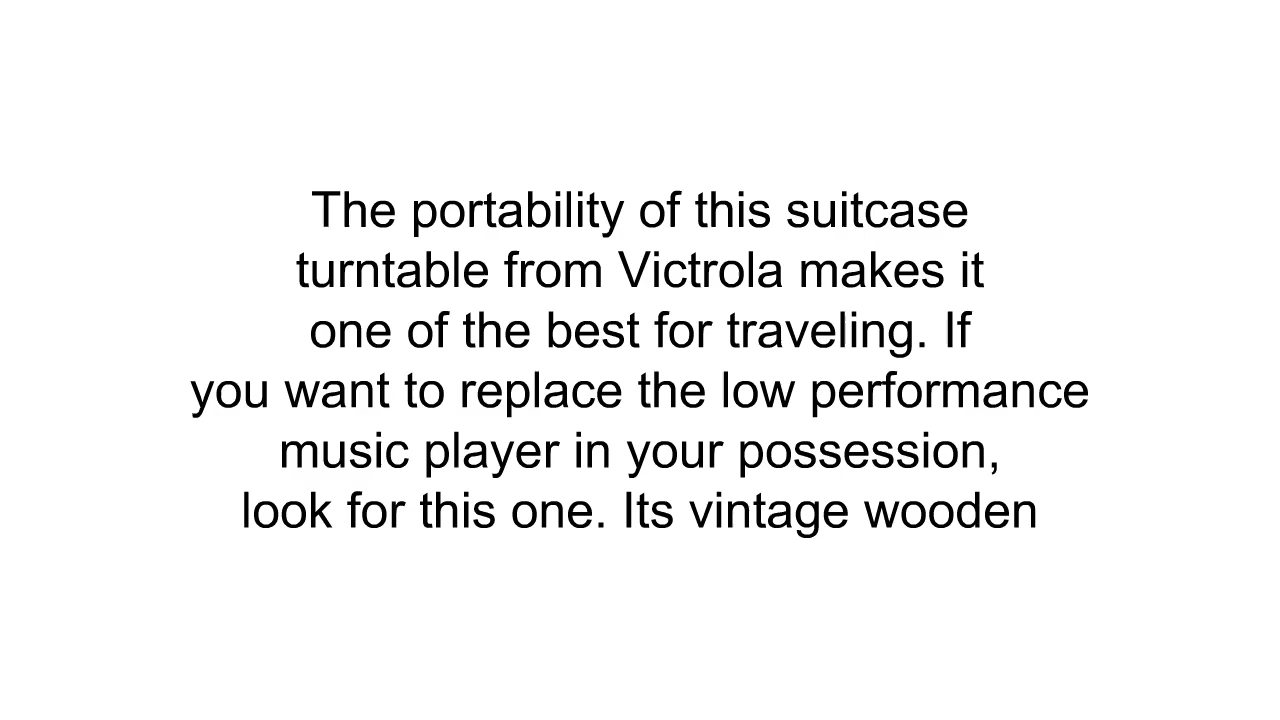 The portability of this suitcase
turntable from Victrola makes it
one of the best for traveling. If
you want to replace the low performance
music player in your possession,
look for this one. Its vintage wooden